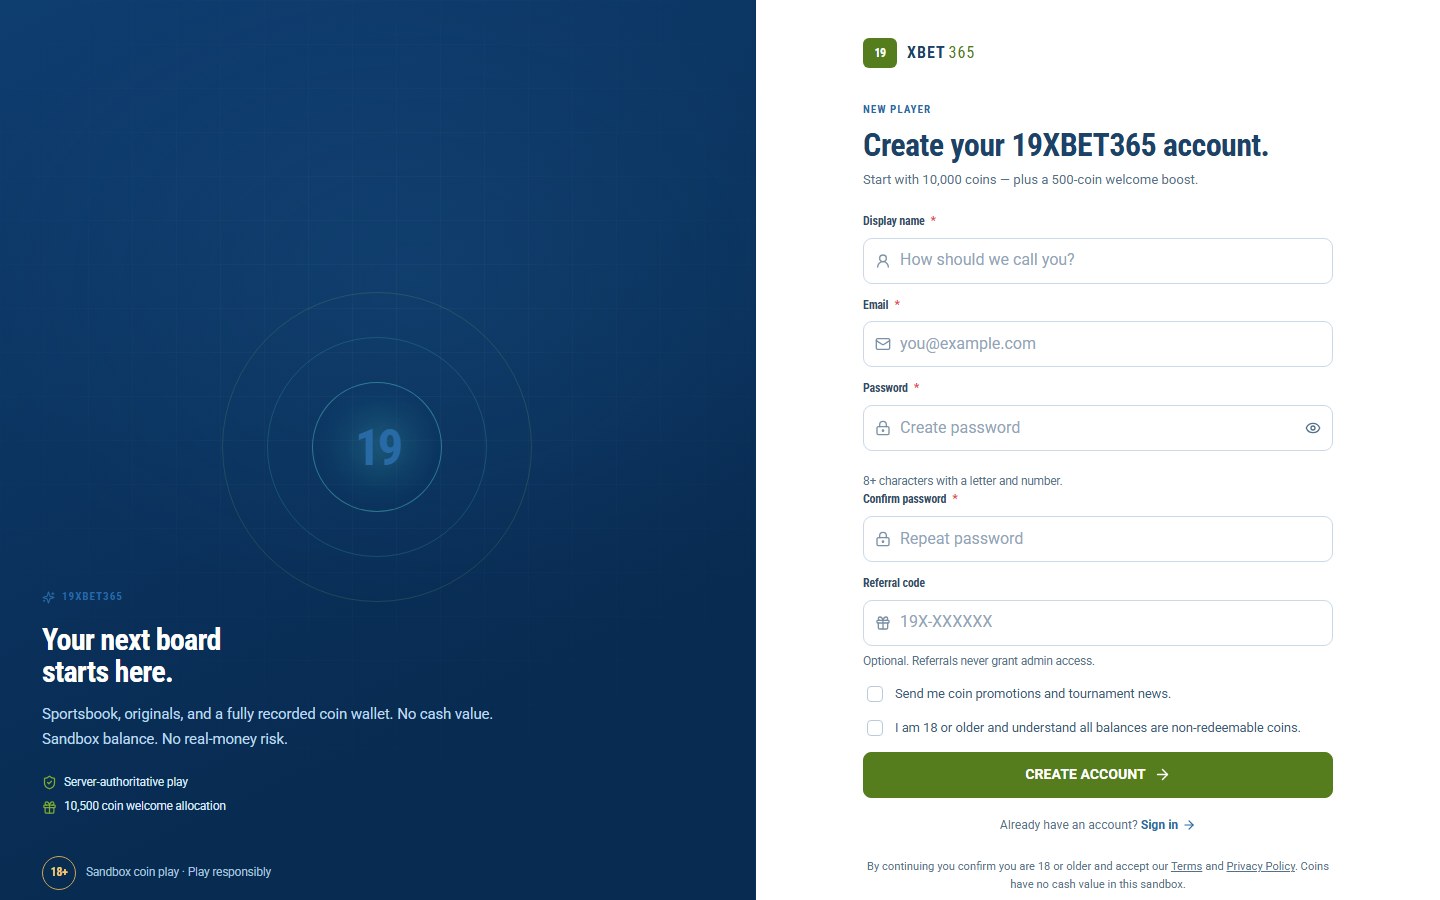 19
19XBET365
Your next board
starts here.
Sportsbook, originals, and a fully recorded coin wallet. No cash value.
Sandbox balance. No real-money risk.
Server-authoritative play
10,500 coin welcome allocation
18+ Sandbox coin play · Play responsibly
19 XBET 365
NEW PLAYER
Create your 19XBET365 account.
Start with 10,000 coins — plus a 500-coin welcome boost.
Display name *
How should we call you?
Email *
you@example.com
Password *
Create password
8+ characters with a letter and number.
Confirm password *
Repeat password
Referral code
19X-XXXXXX
Optional. Referrals never grant admin access.
Send me coin promotions and tournament news.
I am 18 or older and understand all balances are non-redeemable coins.
CREATE ACCOUNT →
Already have an account? Sign in →
By continuing you confirm you are 18 or older and accept our Terms and Privacy Policy. Coins
have no cash value in this sandbox.